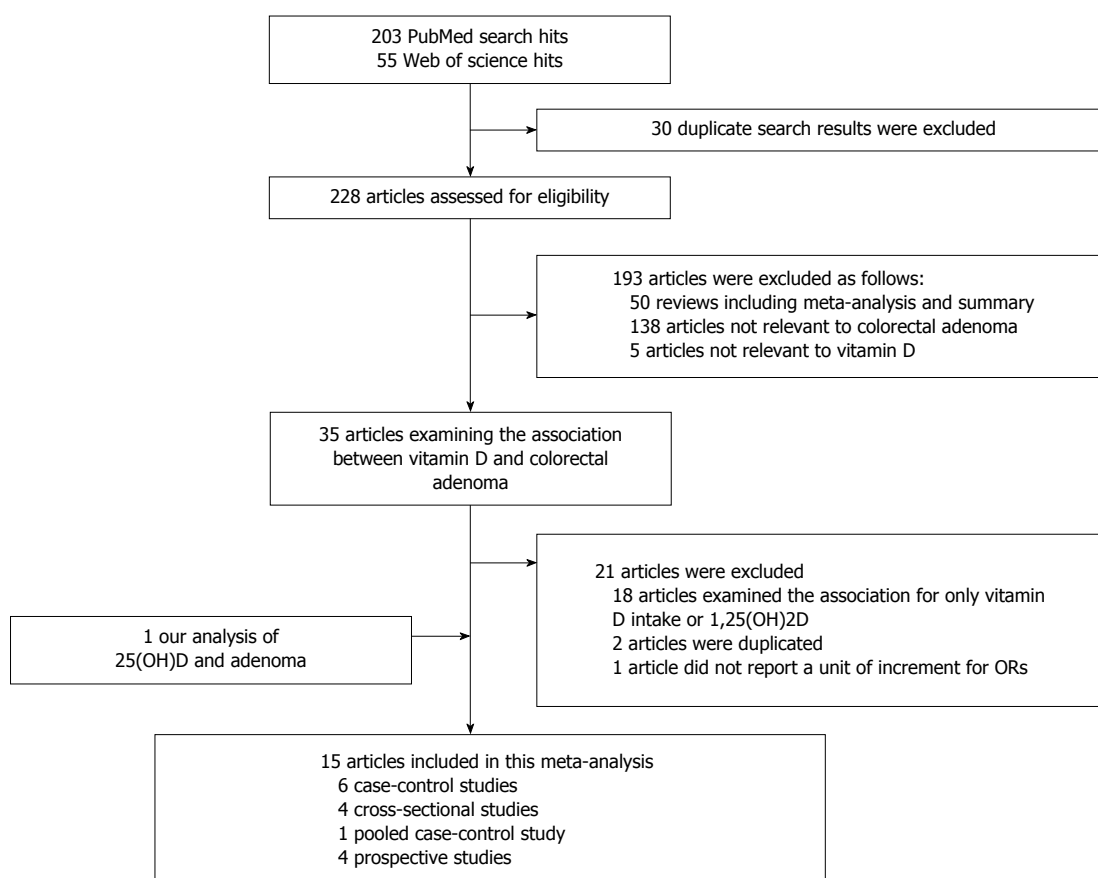 203 PubMed search hits
55 Web of science hits
30 duplicate search results were excluded
228 articles assessed for eligibility
193 articles were excluded as follows:
50 reviews including meta-analysis and summary
138 articles not relevant to colorectal adenoma
5 articles not relevant to vitamin D
35 articles examining the association
between vitamin D and colorectal
adenoma
21 articles were excluded
18 articles examined the association for only vitamin
D intake or 1,25(OH)2D
2 articles were duplicated
1 article did not report a unit of increment for ORs
1 our analysis of
25(OH)D and adenoma
15 articles included in this meta-analysis
6 case-control studies
4 cross-sectional studies
1 pooled case-control study
4 prospective studies